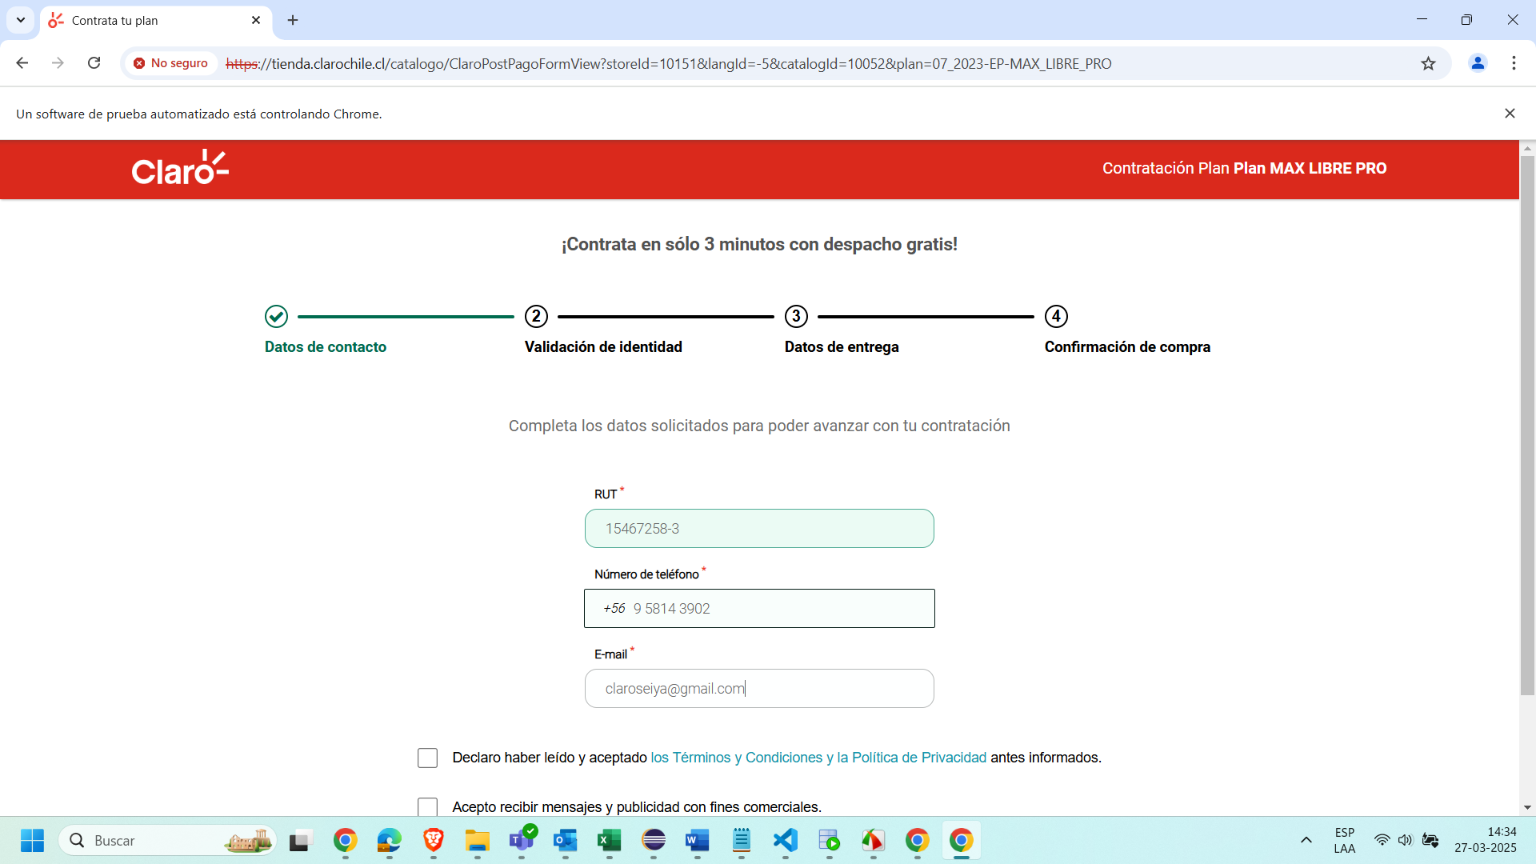 Contrata tu plan
No seguro
https://tienda.clarochile.cl/catalogo/ClaroPostPagoFormView?storeId=10151&langId=-5&catalogId=10052&plan=07_2023-EP-MAX_LIBRE_PRO
Un software de prueba automatizado está controlando Chrome.
Claro
Contratación Plan Plan MAX LIBRE PRO
¡Contrata en sólo 3 minutos con despacho gratis!
2
3
4
Datos de contacto
Validación de identidad
Datos de entrega
Confirmación de compra
Completa los datos solicitados para poder avanzar con tu contratación
RUT *
15467258-3
Número de teléfono *
+56 9 5814 3902
E-mail *
claroseiya@gmail.com
Declaro haber leído y aceptado los Términos y Condiciones y la Política de Privacidad antes informados.
Acepto recibir mensajes y publicidad con fines comerciales.
Buscar
ESP
LAA
14:34
27-03-2025